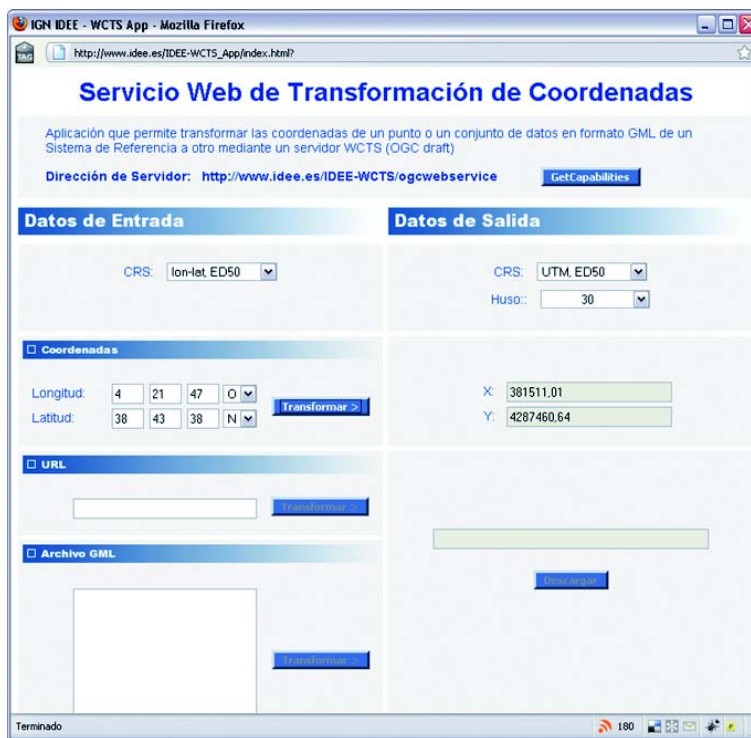 IGN IDEE - WCTS App - Mozilla Firefox
TAG
http://www.idee.es/IDEE-WCTS_App/index.html?
Servicio Web de Transformación de Coordenadas
Aplicación que permite transformar las coordenadas de un punto o un conjunto de datos en formato GML de un
Sistema de Referencia a otro mediante un servidor WCTS (OGC draft)
Dirección de Servidor: http://www.idee.es/IDEE-WCTS/ogcwebservice GetCapabilities
Datos de Entrada
Datos de Salida
CRS: lon-lat, ED50
CRS: UTM, ED50
Huso:: 30
Coordenadas
Longitud: 4 21 47 O
Latitud: 38 43 38 N
Transformar >
X: 381511,01
Y: 4287460,64
URL
Transformar >
Archivo GML
Descargar
Transformar >
Terminado
180